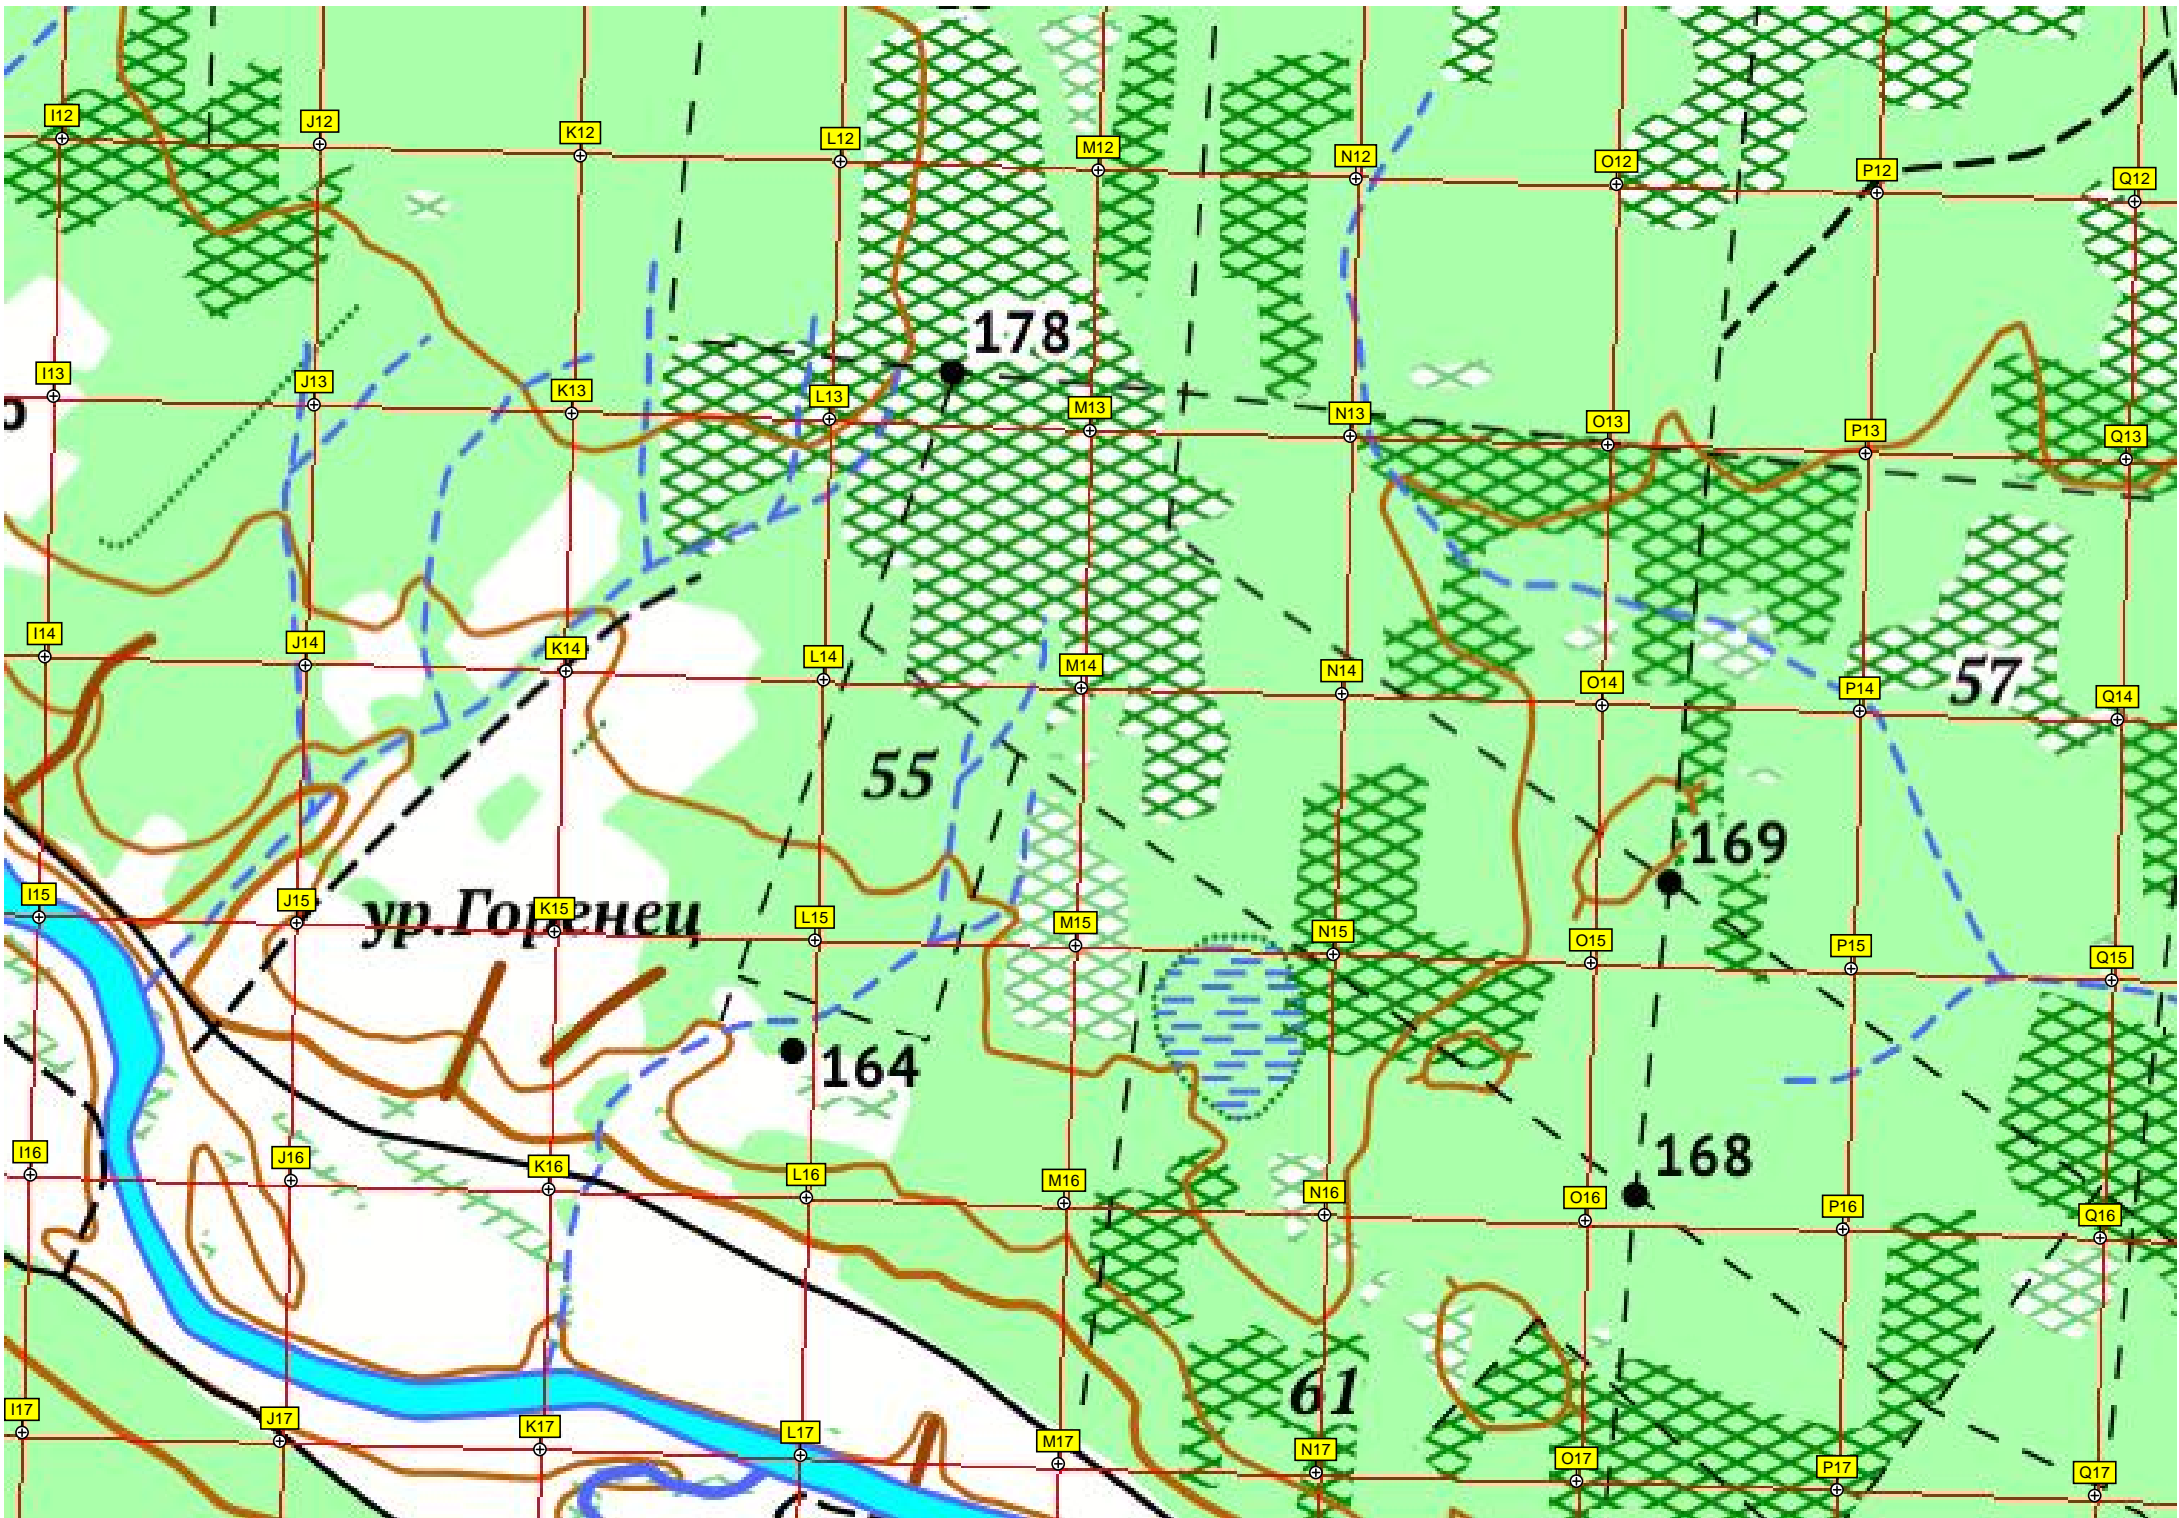 I12 J12 K12 L12 M12 N12 O12 P12 Q12
178
I13 J13 K13 L13 M13 N13 O13 P13 Q13
I14 J14 K14 L14 M14 N14 O14 P14 Q14
57
55
169
I15 J15 K15 L15 M15 N15 O15 P15 Q15
ур.Горенец
164
168
I16 J16 K16 L16 M16 N16 O16 P16 Q16
61
I17 J17 K17 L17 M17 N17 O17 P17 Q17